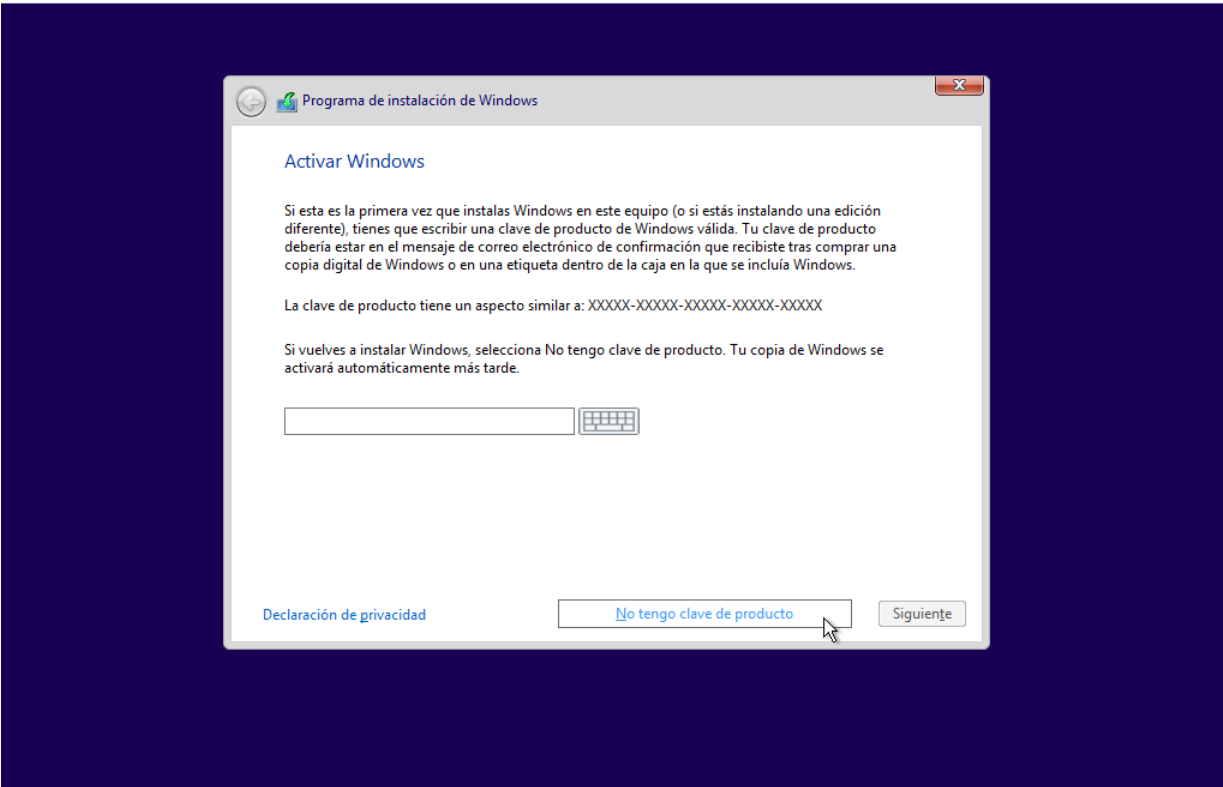 Programa de instalación de Windows
Activar Windows
Si esta es la primera vez que instalas Windows en este equipo (o si estás instalando una edición
diferente), tienes que escribir una clave de producto de Windows válida. Tu clave de producto
debería estar en el mensaje de correo electrónico de confirmación que recibiste tras comprar una
copia digital de Windows o en una etiqueta dentro de la caja en la que se incluía Windows.
La clave de producto tiene un aspecto similar a: XXXXX-XXXXX-XXXXX-XXXXX-XXXXX
Si vuelves a instalar Windows, selecciona No tengo clave de producto. Tu copia de Windows se
activará automáticamente más tarde.
Declaración de privacidad
No tengo clave de producto
Siguiente